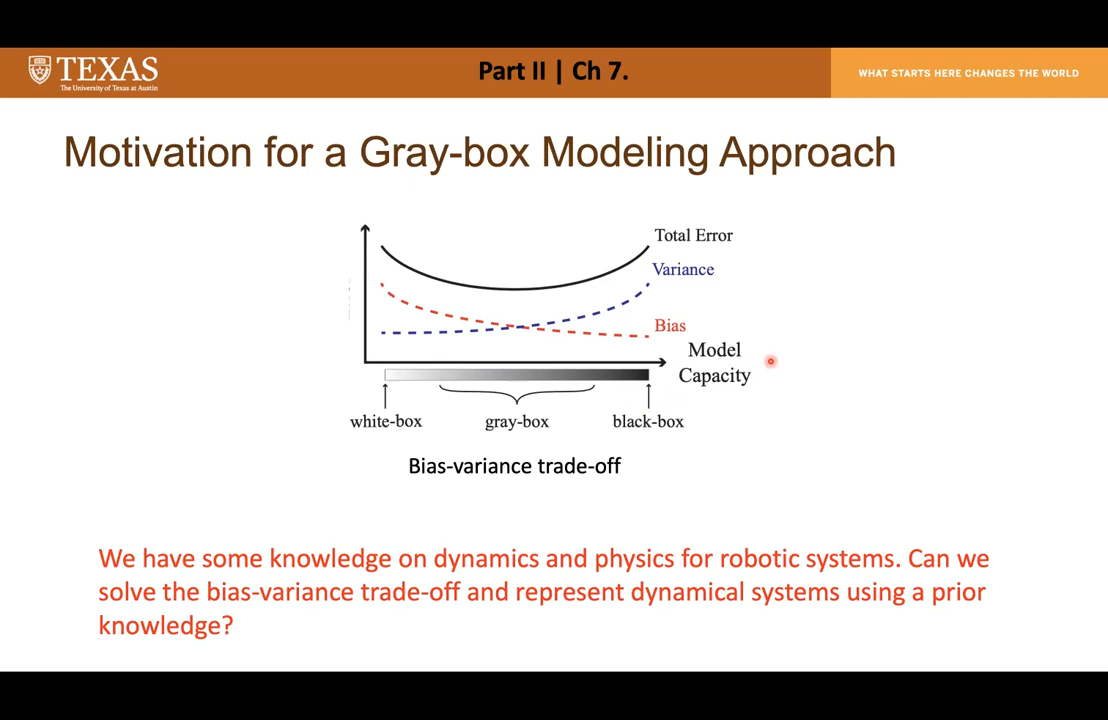 TEXAS
The University of Texas at Austin
Part II | Ch 7.
WHAT STARTS HERE CHANGES THE WORLD
Motivation for a Gray-box Modeling Approach
Total Error
Variance
Bias
Model
Capacity
white-box
gray-box
black-box
Bias-variance trade-off
We have some knowledge on dynamics and physics for robotic systems. Can we
solve the bias-variance trade-off and represent dynamical systems using a prior
knowledge?